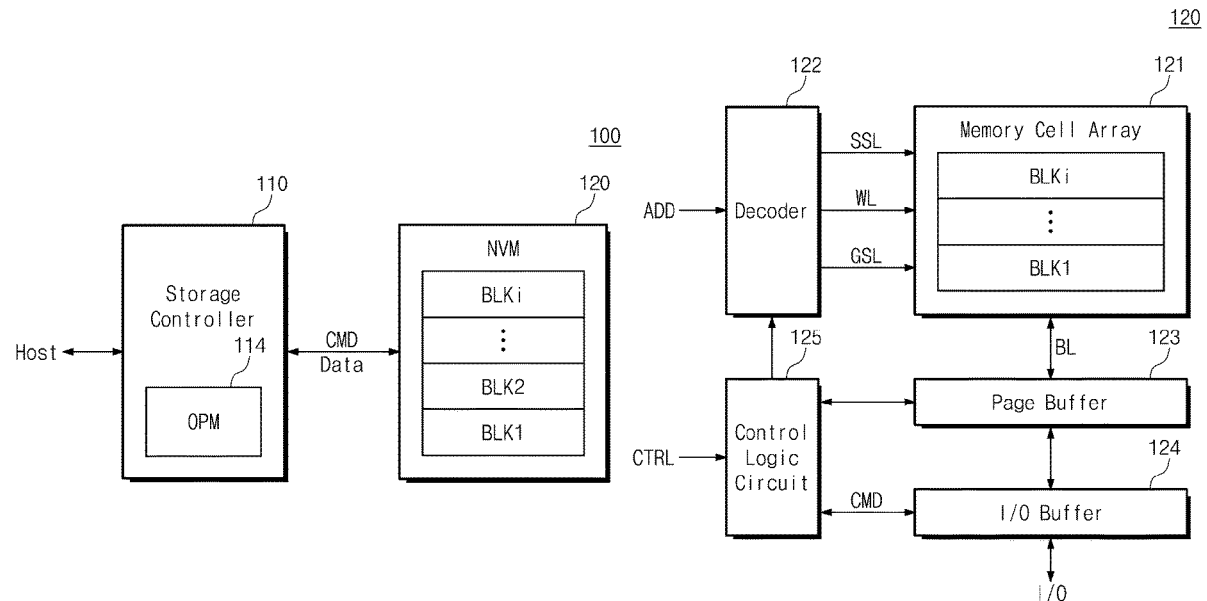 100
110
Storage
Controller
114
OPM
Host
CMD
Data
120
NVM
BLKi
⋮
BLK2
BLK1
120
122
Decoder
ADD
SSL
WL
GSL
121
Memory Cell Array
BLKi
⋮
BLK1
BL
125
Control
Logic
Circuit
CTRL
CMD
123
Page Buffer
124
I/O Buffer
I/O